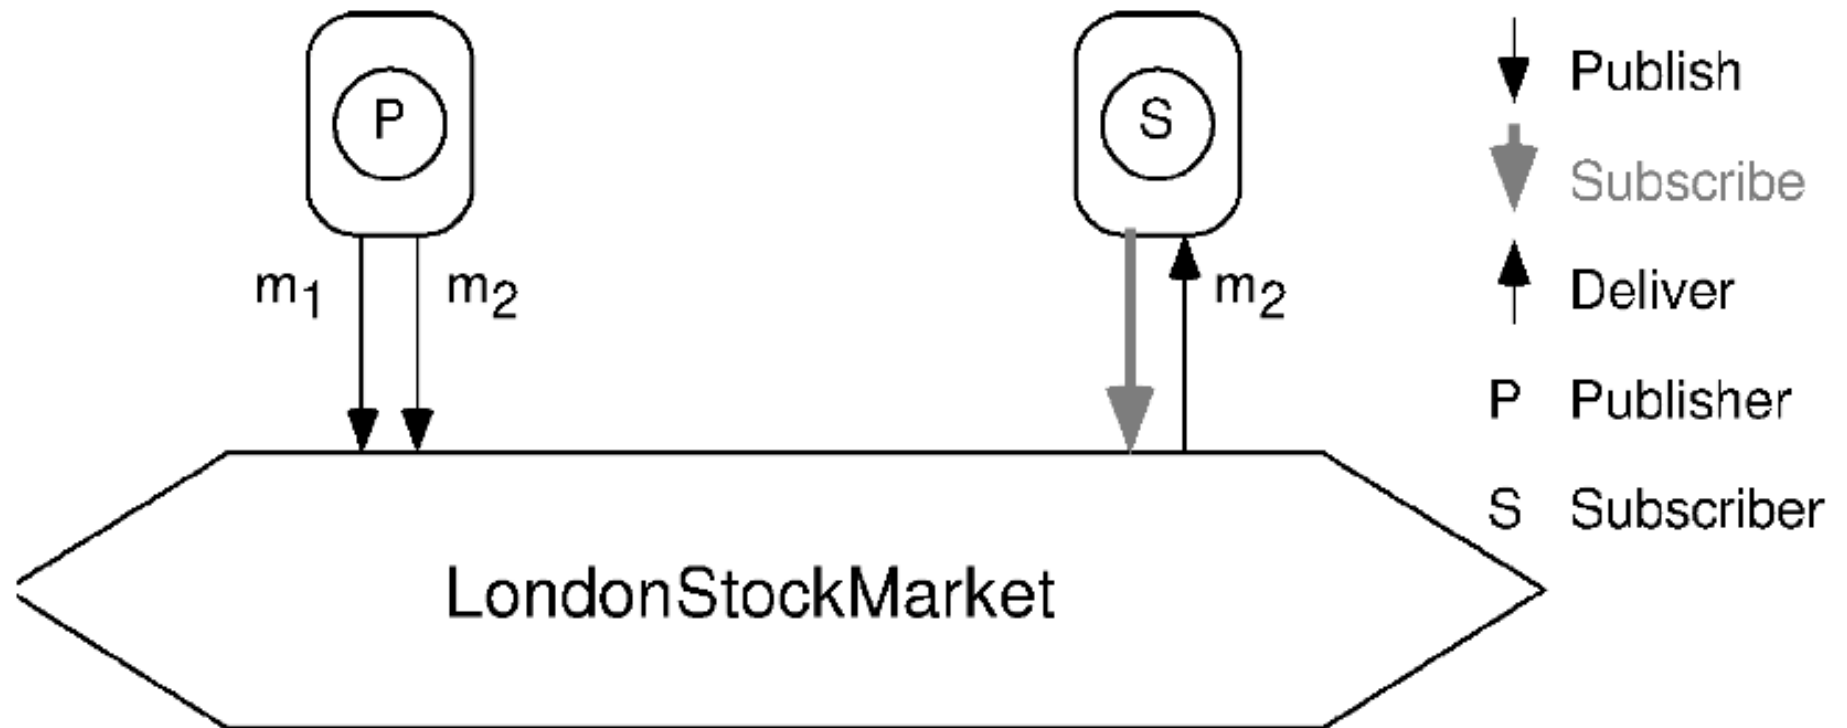 P
S
m1
m2
m2
LondonStockMarket
Publish
Subscribe
Deliver
P Publisher
S Subscriber